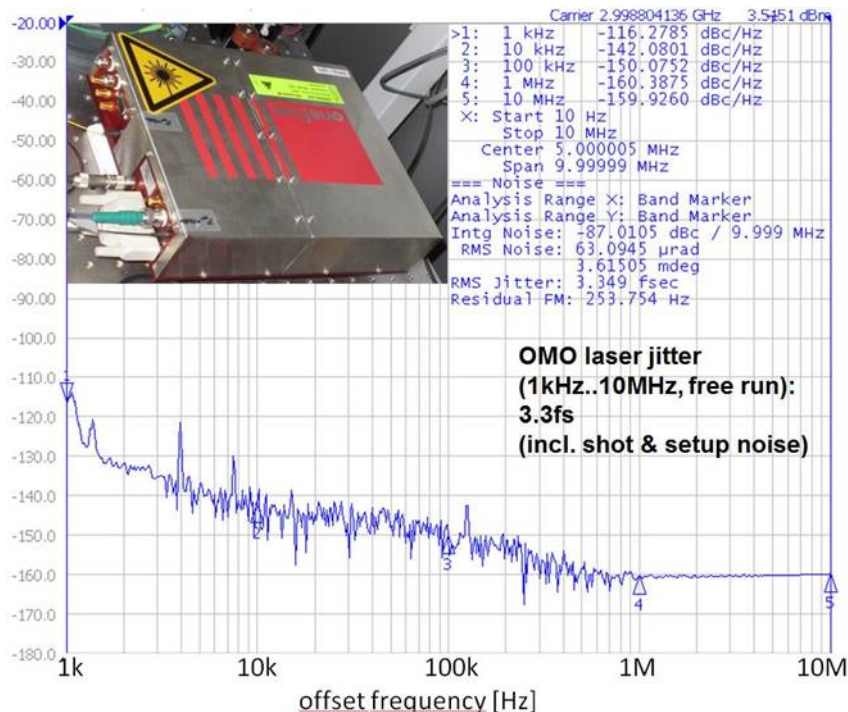 Carrier 2.998804136 GHz 3.5151 dBm
-20.00
-30.00
-40.00
-50.00
-60.00
-70.00
-80.00
-90.00
-100.0
-110.0
-120.0
-130.0
-140.0
-150.0
-160.0
-170.0
-180.0
onefive
>1: 1 kHz -116.2785 dBc/Hz
2: 10 kHz -142.0801 dBc/Hz
3: 100 kHz -150.0752 dBc/Hz
4: 1 MHz -160.3875 dBc/Hz
5: 10 MHz -159.9260 dBc/Hz
X: Start 10 Hz
Stop 10 MHz
Center 5.000005 MHz
Span 9.99999 MHz
=== Noise ===
Analysis Range X: Band Marker
Analysis Range Y: Band Marker
Intg Noise: -87.0105 dBc / 9.999 MHz
RMS Noise: 63.0945 µrad
3.61505 mdeg
RMS Jitter: 3.349 fsec
Residual FM: 253.754 Hz
OMO laser jitter
(1kHz..10MHz, free run):
3.3fs
(incl. shot & setup noise)
1
2
3
4
5
1k 10k 100k 1M 10M
offset frequency [Hz]